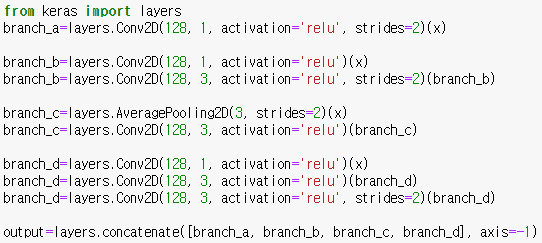 from keras import layers
branch_a=layers.Conv2D(128, 1, activation='relu', strides=2)(x)
branch_b=layers.Conv2D(128, 1, activation='relu')(x)
branch_b=layers.Conv2D(128, 3, activation='relu', strides=2)(branch_b)
branch_c=layers.AveragePooling2D(3, strides=2)(x)
branch_c=layers.Conv2D(128, 3, activation='relu')(branch_c)
branch_d=layers.Conv2D(128, 1, activation='relu')(x)
branch_d=layers.Conv2D(128, 3, activation='relu')(branch_d)
branch_d=layers.Conv2D(128, 3, activation='relu', strides=2)(branch_d)
output=layers.concatenate([branch_a, branch_b, branch_c, branch_d], axis=-1)